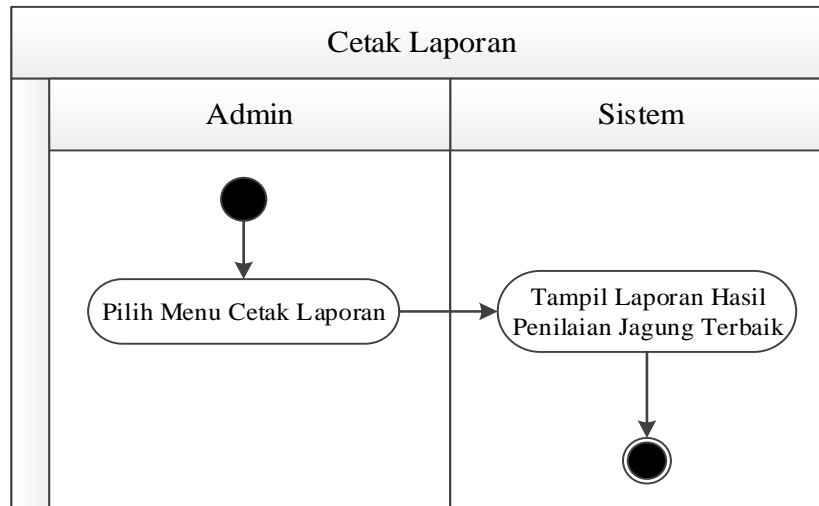 Cetak Laporan
Admin
Sistem
Pilih Menu Cetak Laporan
Tampil Laporan Hasil
Penilaian Jagung Terbaik